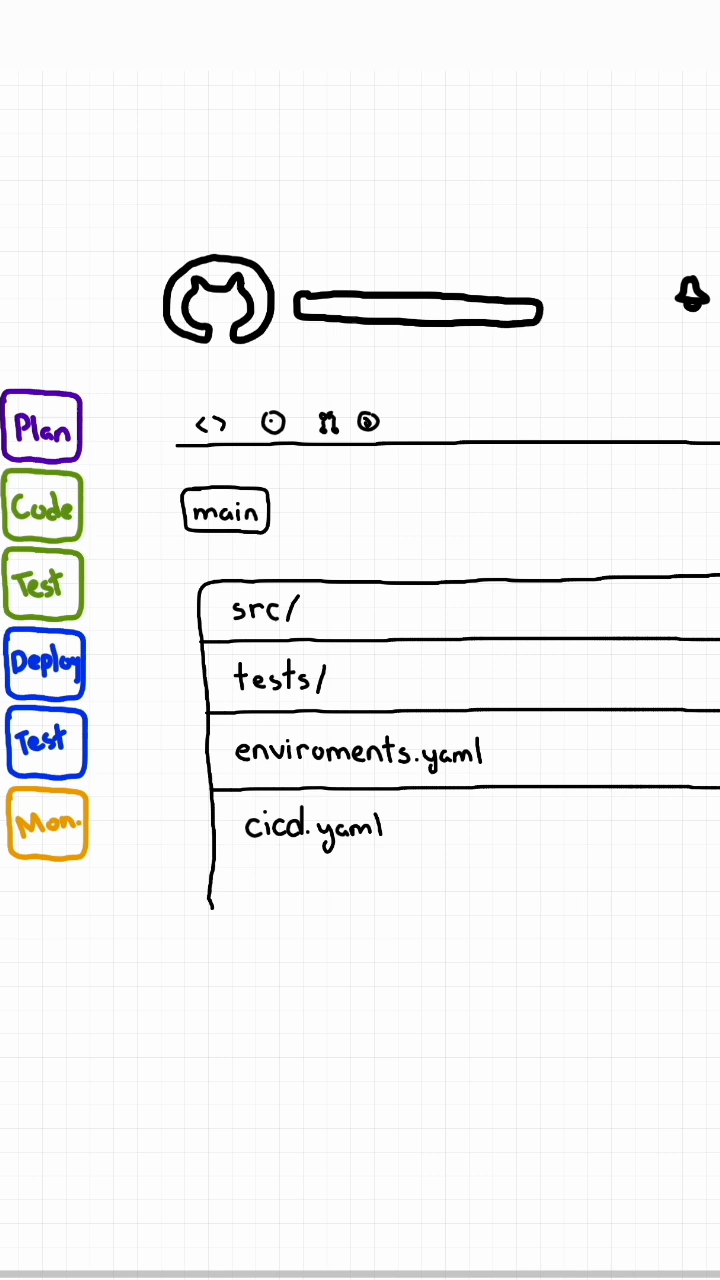 <>
Plan
Code
main
Test
src/
Deploy
tests/
Test
enviroments.yaml
Mon.
cicd.yaml